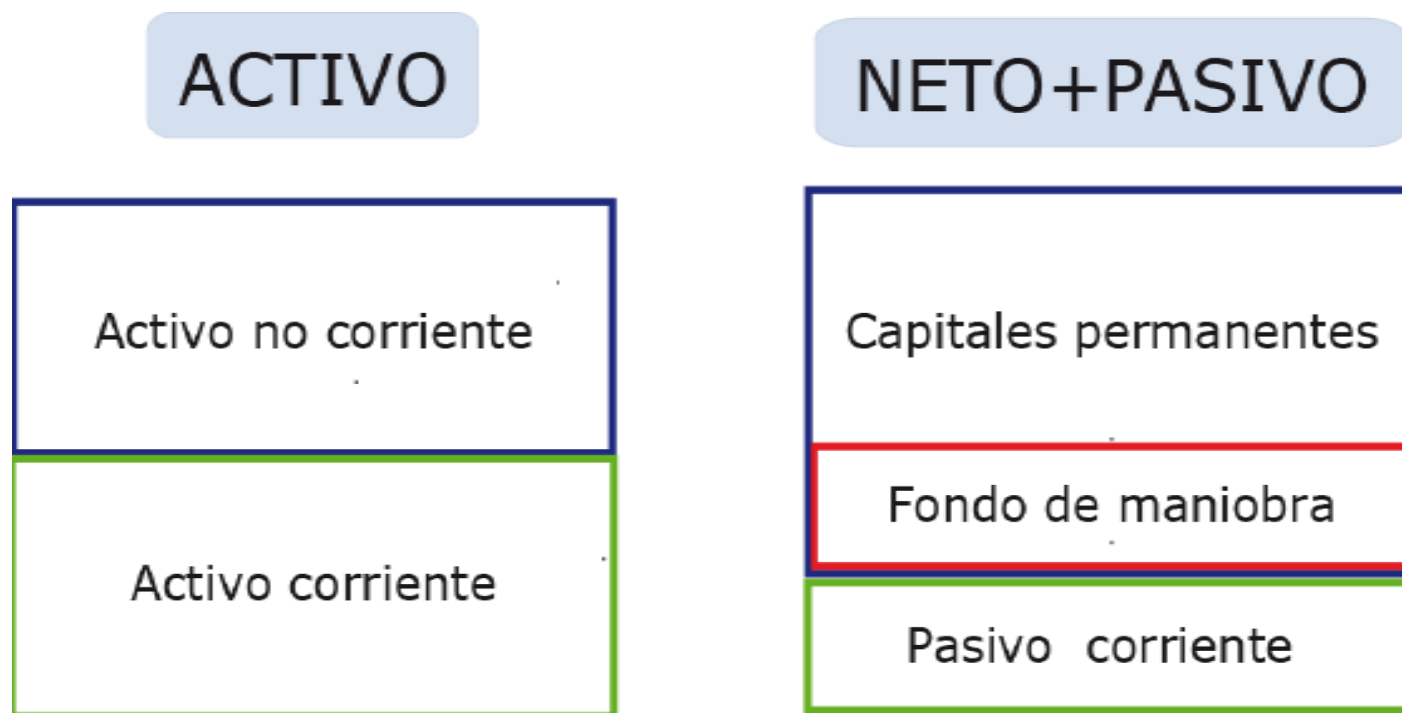 ACTIVO
NETO+PASIVO
Activo no corriente
Capitales permanentes
Fondo de maniobra
Activo corriente
Pasivo corriente